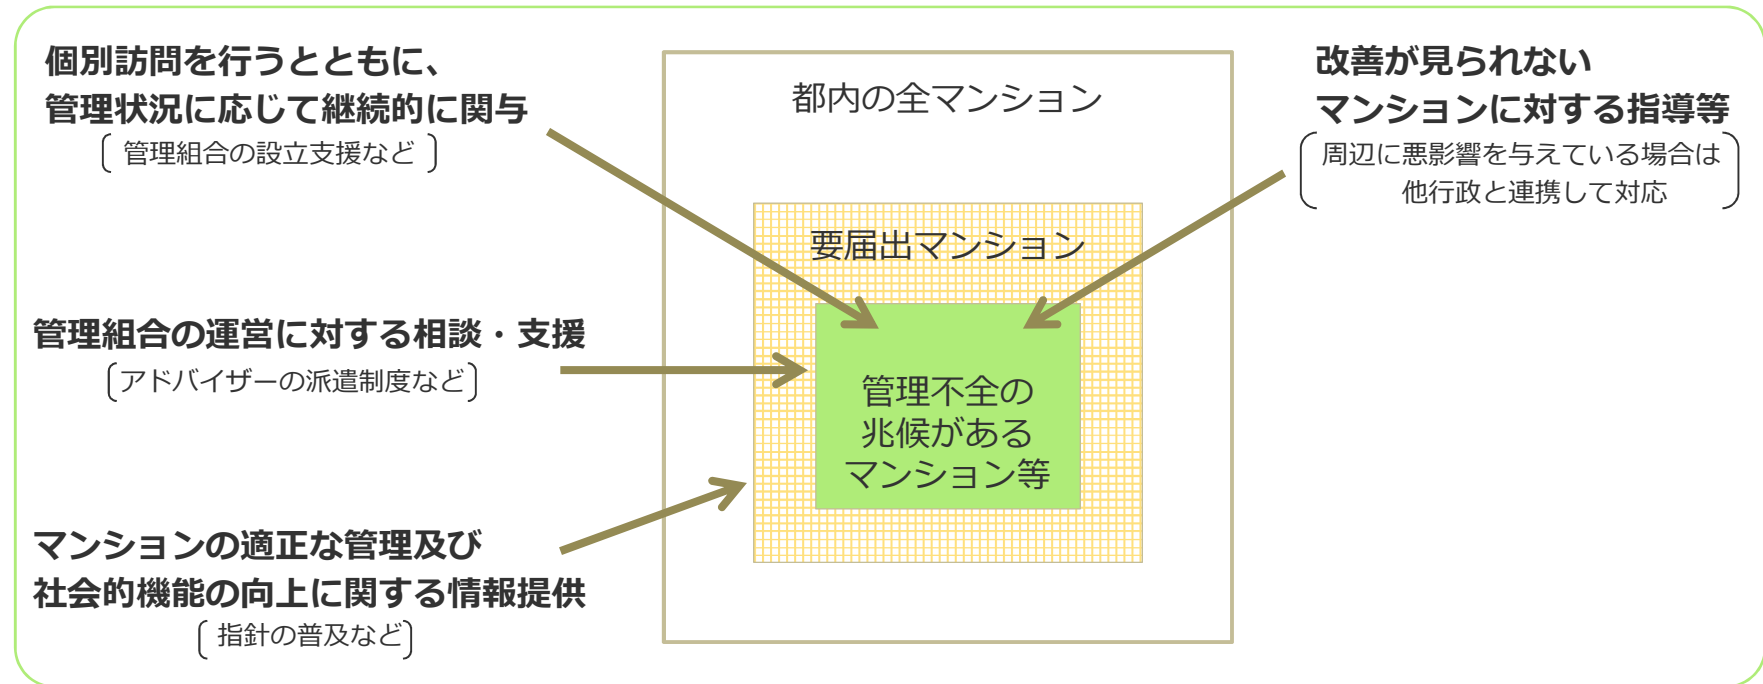 個別訪問を行うとともに、
管理状況に応じて継続的に関与
管理組合の設立支援など
管理組合の運営に対する相談・支援
アドバイザーの派遣制度など
マンションの適正な管理及び
社会的機能の向上に関する情報提供
指針の普及など
都内の全マンション
要届出マンション
管理不全の
兆候がある
マンション等
改善が見られない
マンションに対する指導等
周辺に悪影響を与えている場合は
他行政と連携して対応